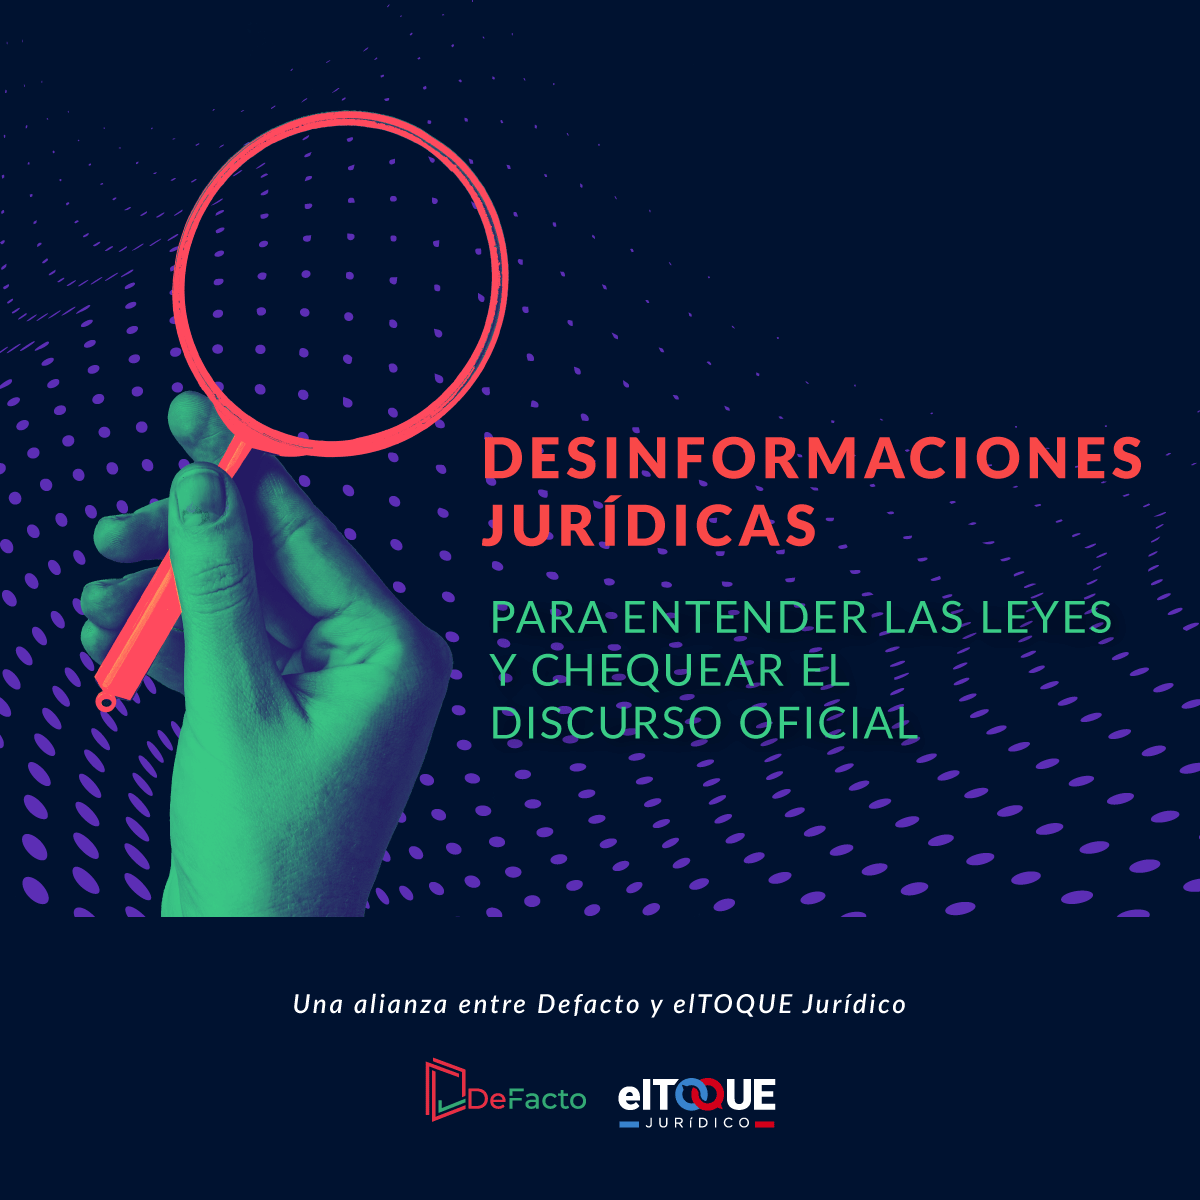 DESINFORMACIONES
JURÍDICAS
PARA ENTENDER LAS LEYES
Y CHEQUEAR EL
DISCURSO OFICIAL
Una alianza entre Defacto y elTOQUE Jurídico
DeFacto
elTOQUE
JURÍDICO